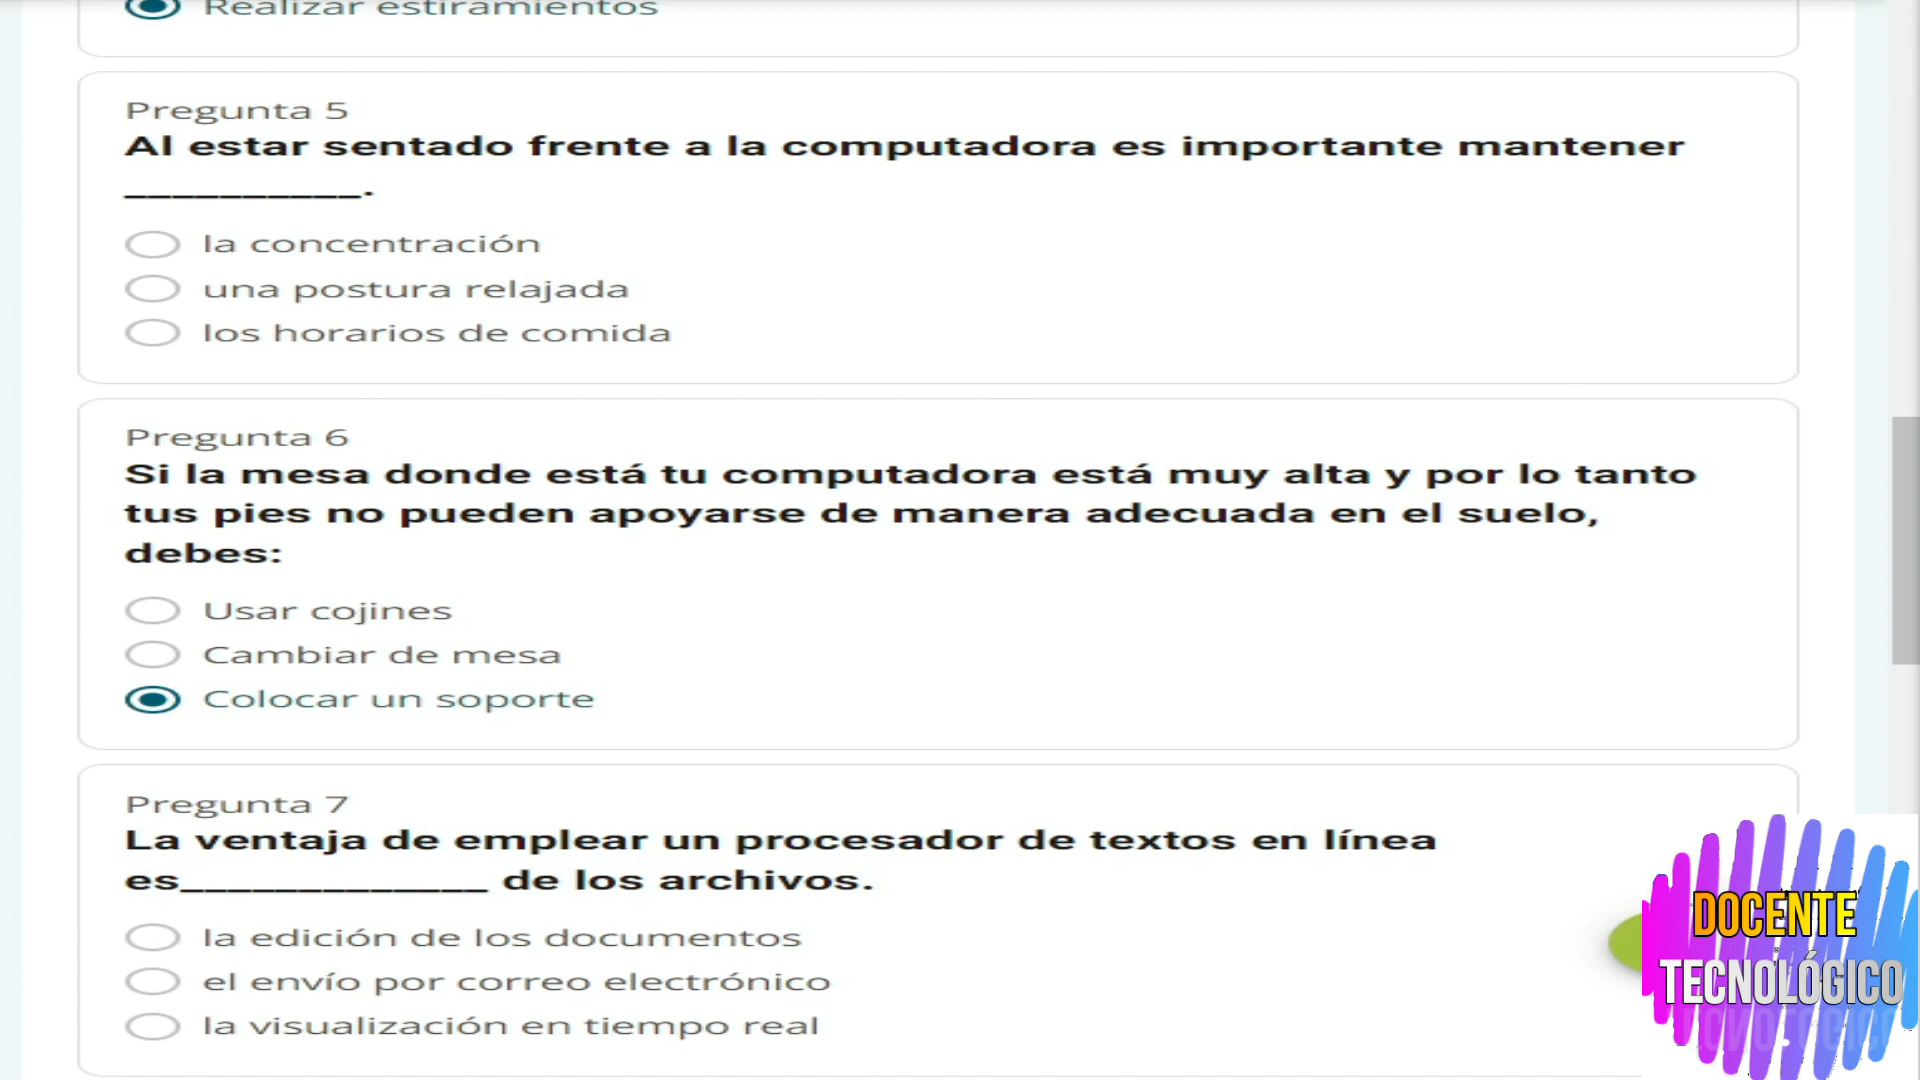 Realizar estiramientos
Pregunta 5
Al estar sentado frente a la computadora es importante mantener
__________.
la concentración
una postura relajada
los horarios de comida
Pregunta 6
Si la mesa donde está tu computadora está muy alta y por lo tanto
tus pies no pueden apoyarse de manera adecuada en el suelo,
debes:
Usar cojines
Cambiar de mesa
Colocar un soporte
Pregunta 7
La ventaja de emplear un procesador de textos en línea
es_____________ de los archivos.
la edición de los documentos
el envío por correo electrónico
la visualización en tiempo real
DOCENTE
TECNOLÓGICO